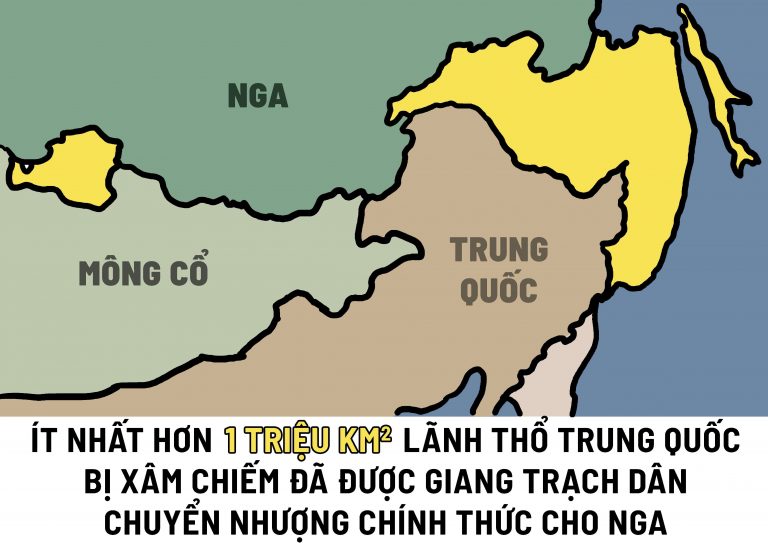 NGA
MÔNG CỔ
TRUNG
QUỐC
ÍT NHẤT HƠN 1 TRIỆU KM² LÃNH THỔ TRUNG QUỐC
BỊ XÂM CHIẾM ĐÃ ĐƯỢC GIANG TRẠCH DÂN
CHUYỂN NHƯỢNG CHÍNH THỨC CHO NGA